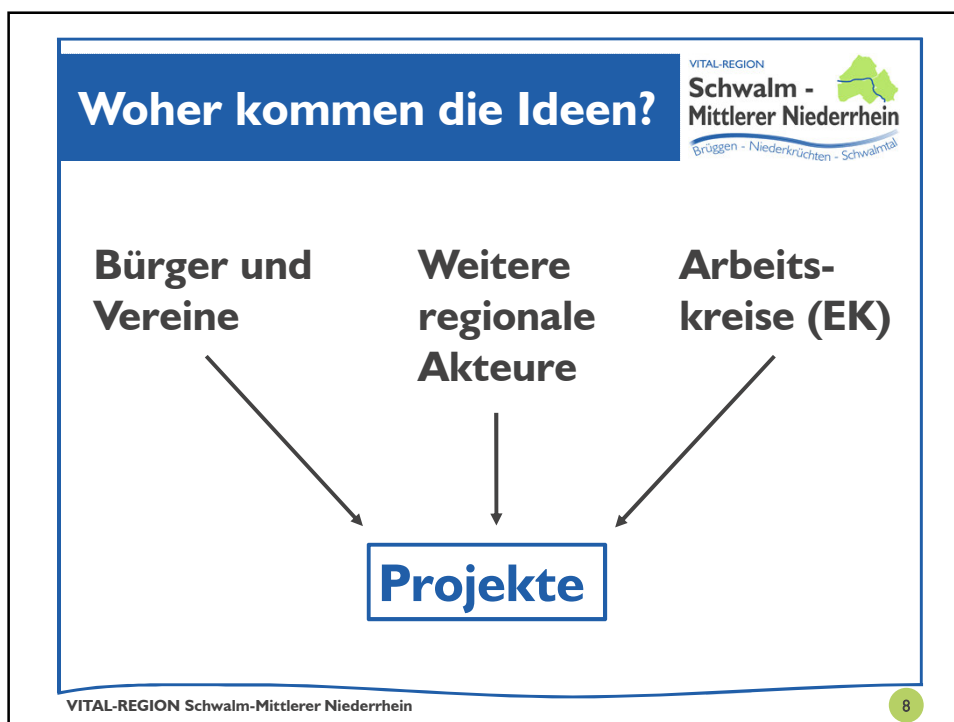 Woher kommen die Ideen?
VITAL-REGION
Schwalm -
Mittlerer Niederrhein
Brüggen - Niederkrüchten - Schwalmtal
Bürger und
Vereine
Weitere
regionale
Akteure
Arbeits-
kreise (EK)
Projekte
VITAL-REGION Schwalm-Mittlerer Niederrhein
8